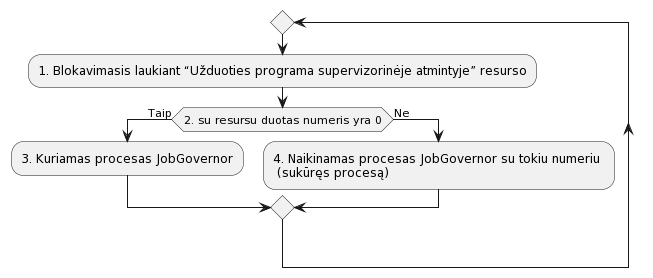 1. Blokavimasis laukiant “Užduoties programa supervizorinėje atmintyje” resurso
Taip
2. su resursu duotas numeris yra 0
Ne
3. Kuriamas procesas JobGovernor
4. Naikinamas procesas JobGovernor su tokiu numeriu
(sukūręs procesą)